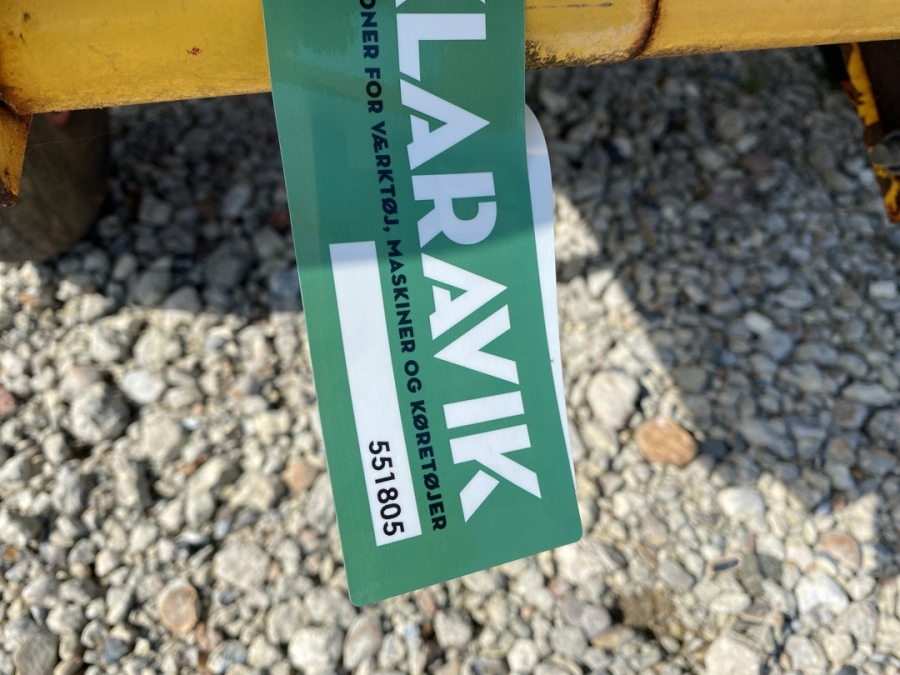 KLARAVIK
ONER FOR VÆRKTØJ, MASKINER OG KØRETØJER
551805